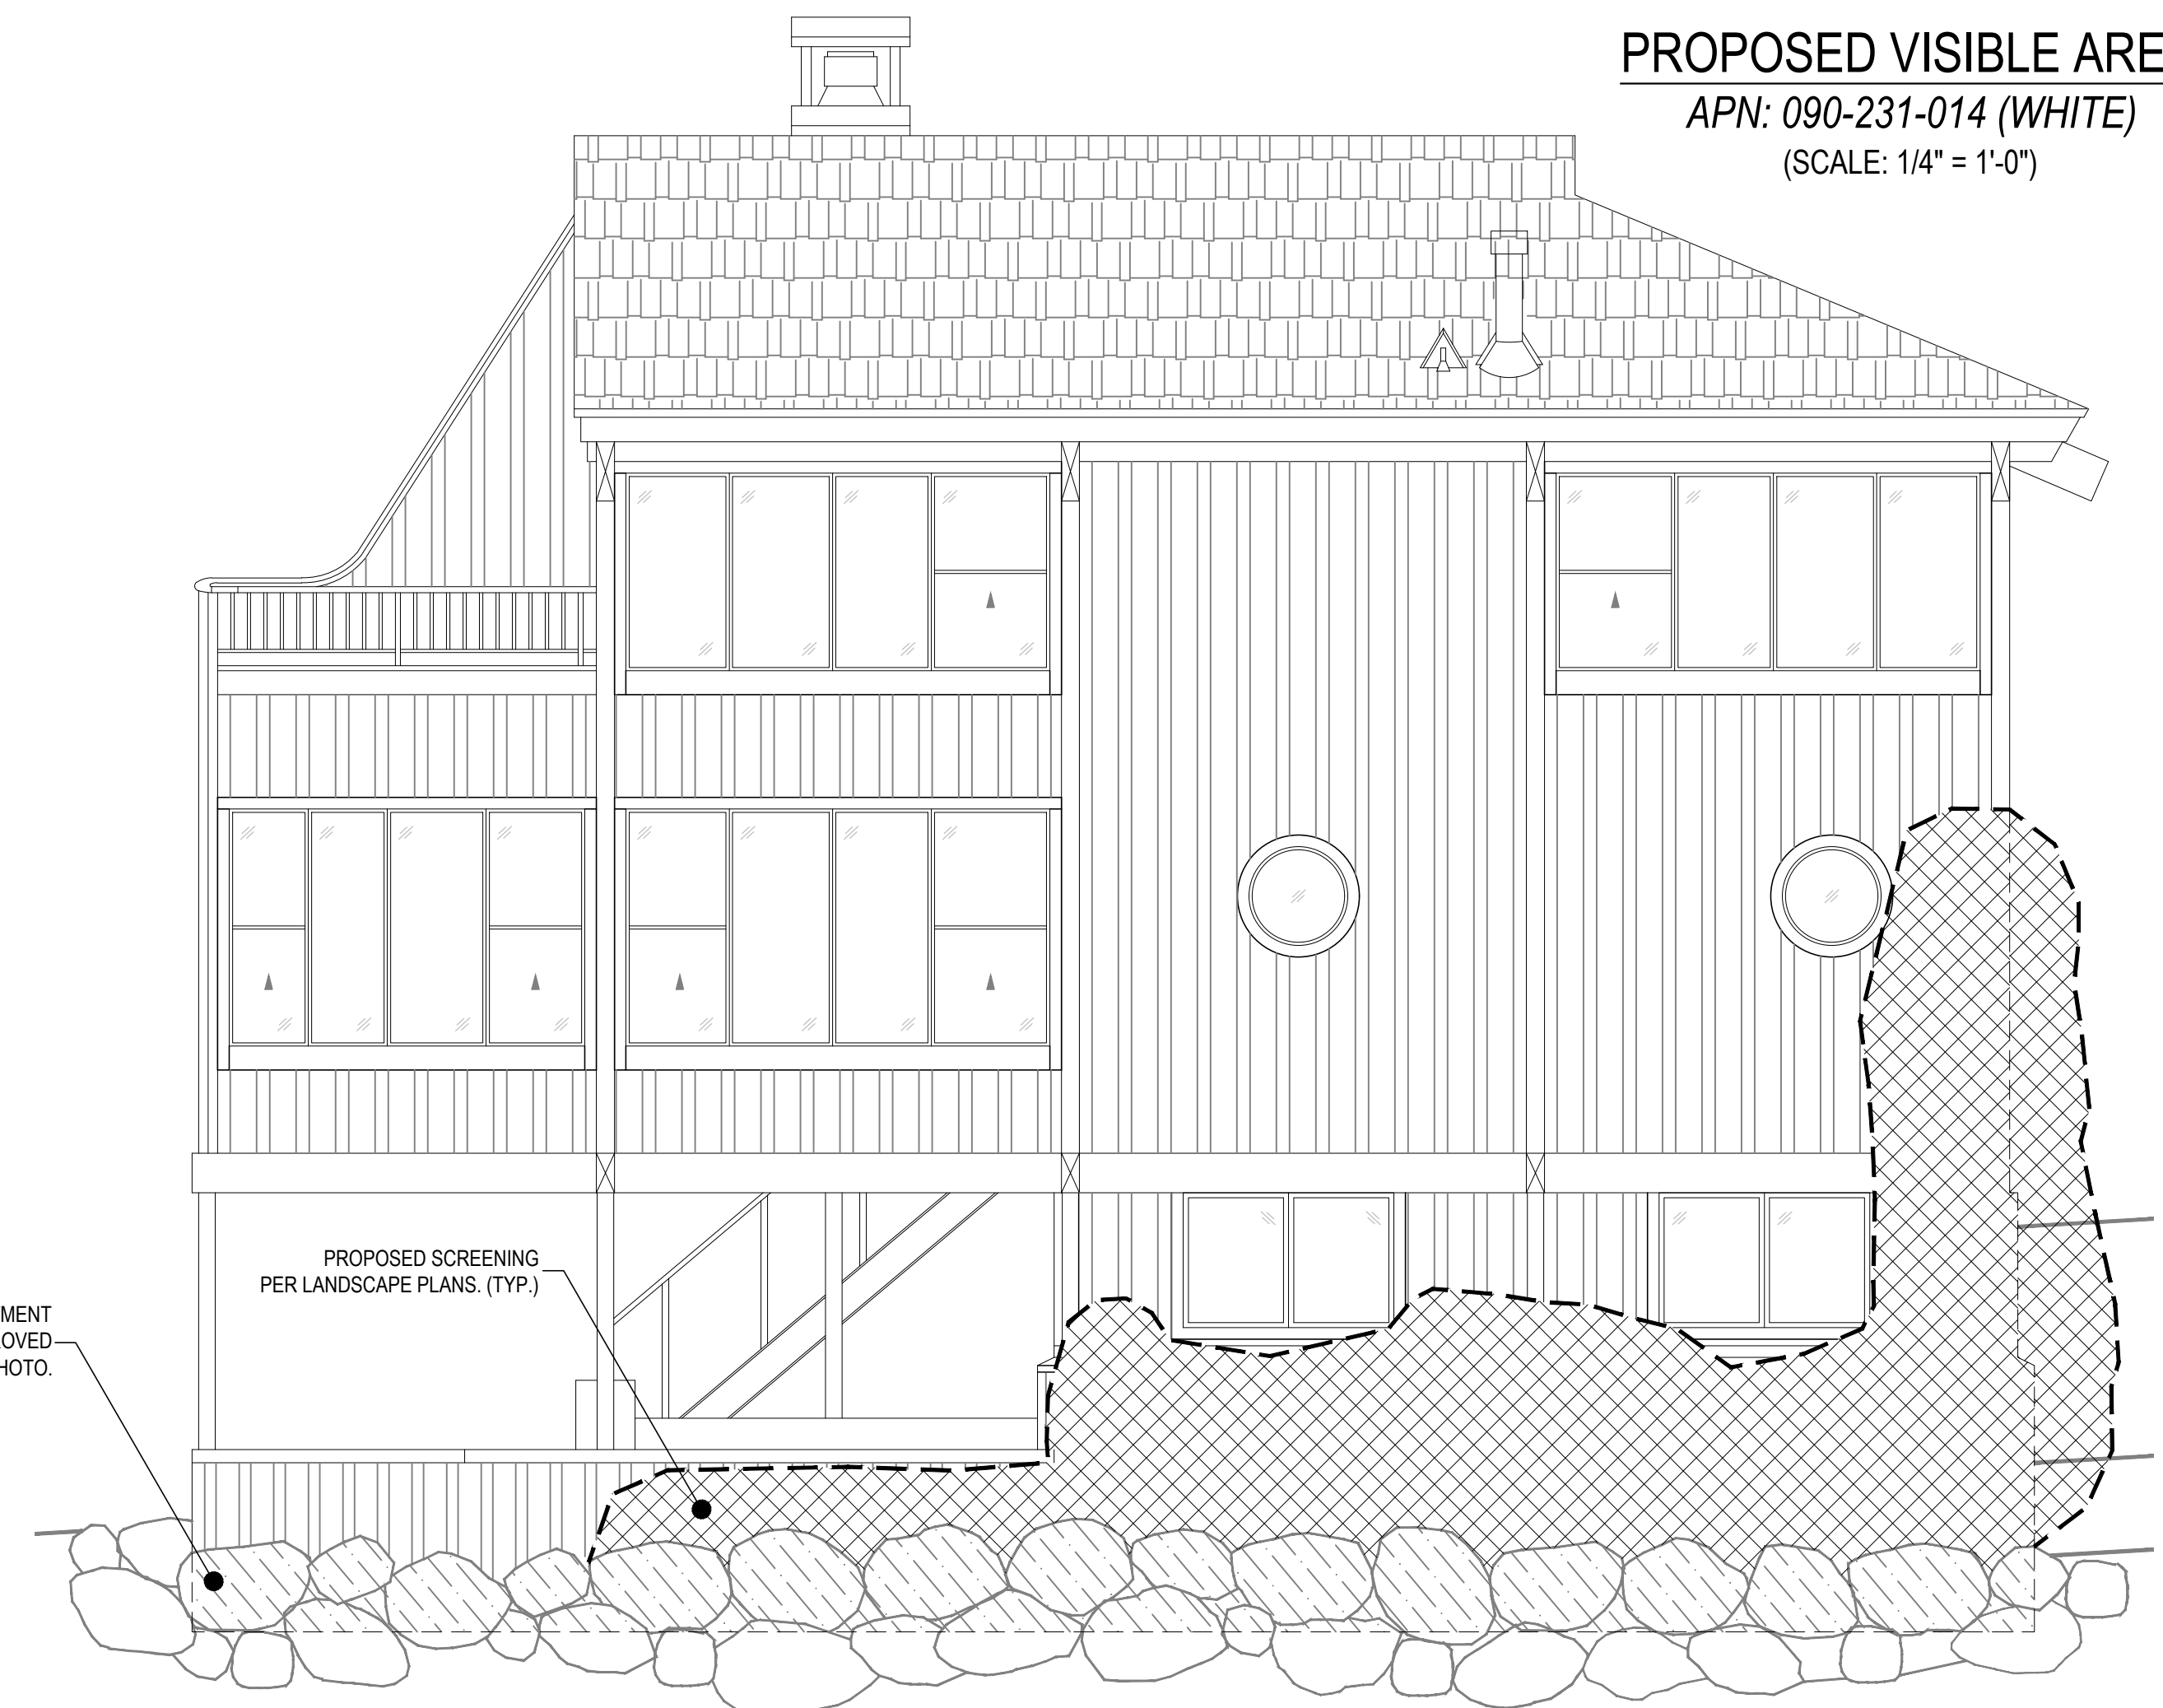 PROPOSED VISIBLE ARE
APN: 090-231-014 (WHITE)
(SCALE: 1/4" = 1'-0")
PROPOSED SCREENING
PER LANDSCAPE PLANS. (TYP.)
MENT
OVED
HOTO.